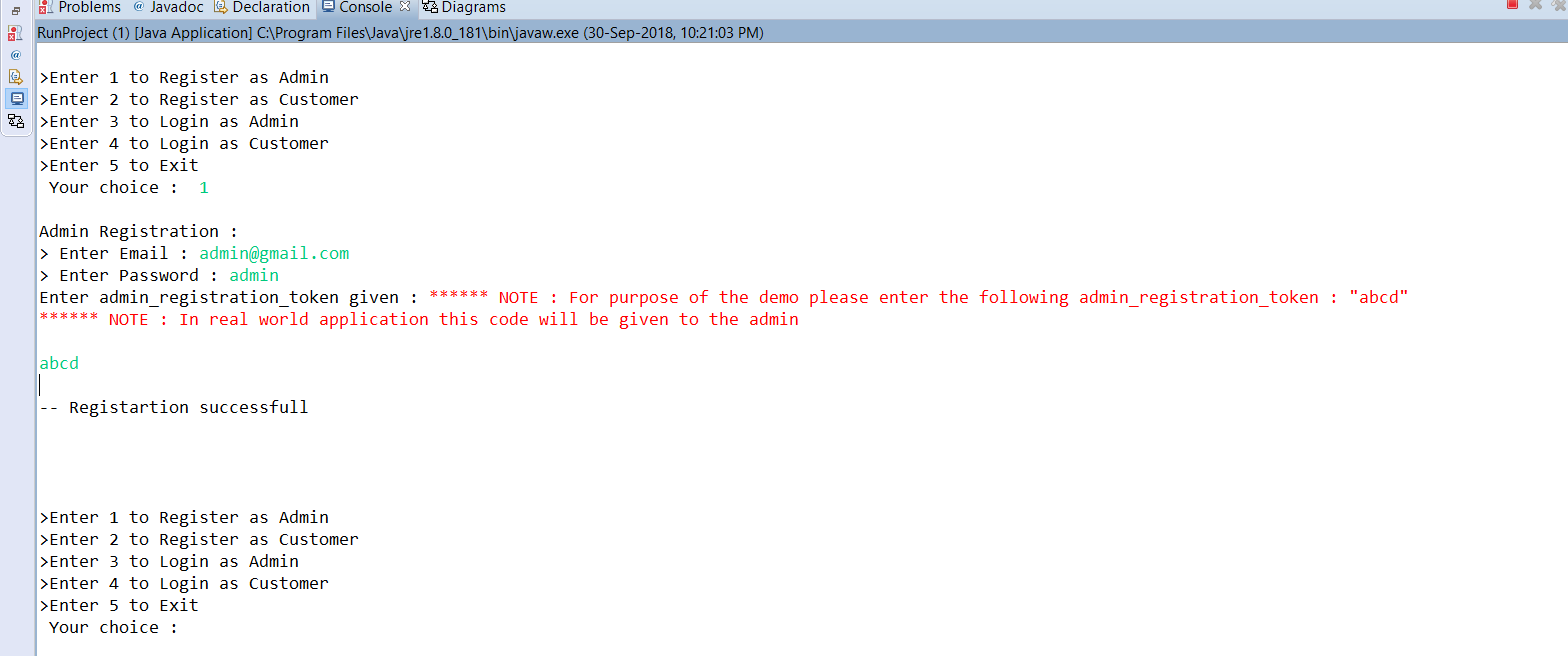 Problems @ Javadoc Declaration Console Diagrams
RunProject (1) [Java Application] C:\Program Files\Java\jre1.8.0_181\bin\javaw.exe (30-Sep-2018, 10:21:03 PM)
>Enter 1 to Register as Admin
>Enter 2 to Register as Customer
>Enter 3 to Login as Admin
>Enter 4 to Login as Customer
>Enter 5 to Exit
Your choice :  1
Admin Registration :
> Enter Email : admin@gmail.com
> Enter Password : admin
Enter admin_registration_token given : ****** NOTE : For purpose of the demo please enter the following admin_registration_token : "abcd"
****** NOTE : In real world application this code will be given to the admin
abcd
-- Registartion successfull
>Enter 1 to Register as Admin
>Enter 2 to Register as Customer
>Enter 3 to Login as Admin
>Enter 4 to Login as Customer
>Enter 5 to Exit
Your choice :